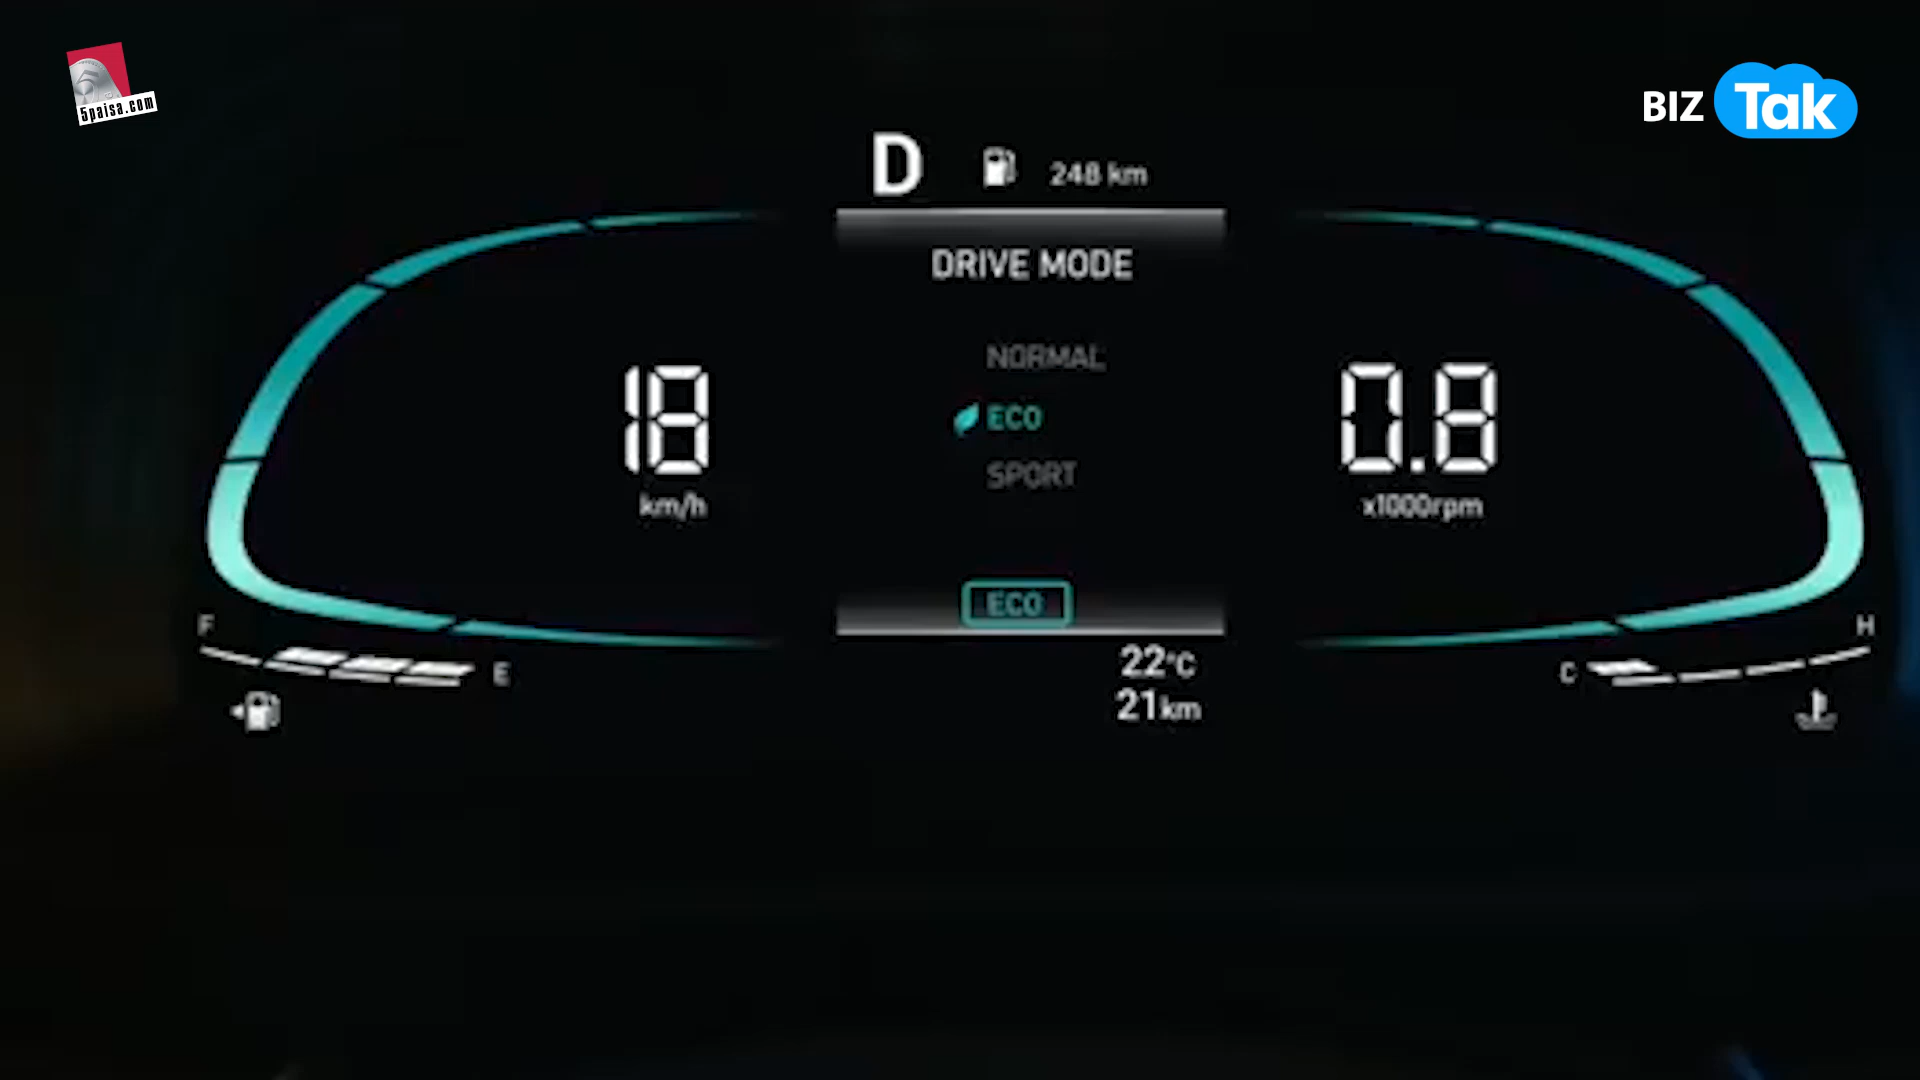 5paisa.com
BIZ Tak
D 248 km
DRIVE MODE
NORMAL
ECO
SPORT
18
km/h
0.8
x1000rpm
ECO
F
E
22°C
21km
C
H